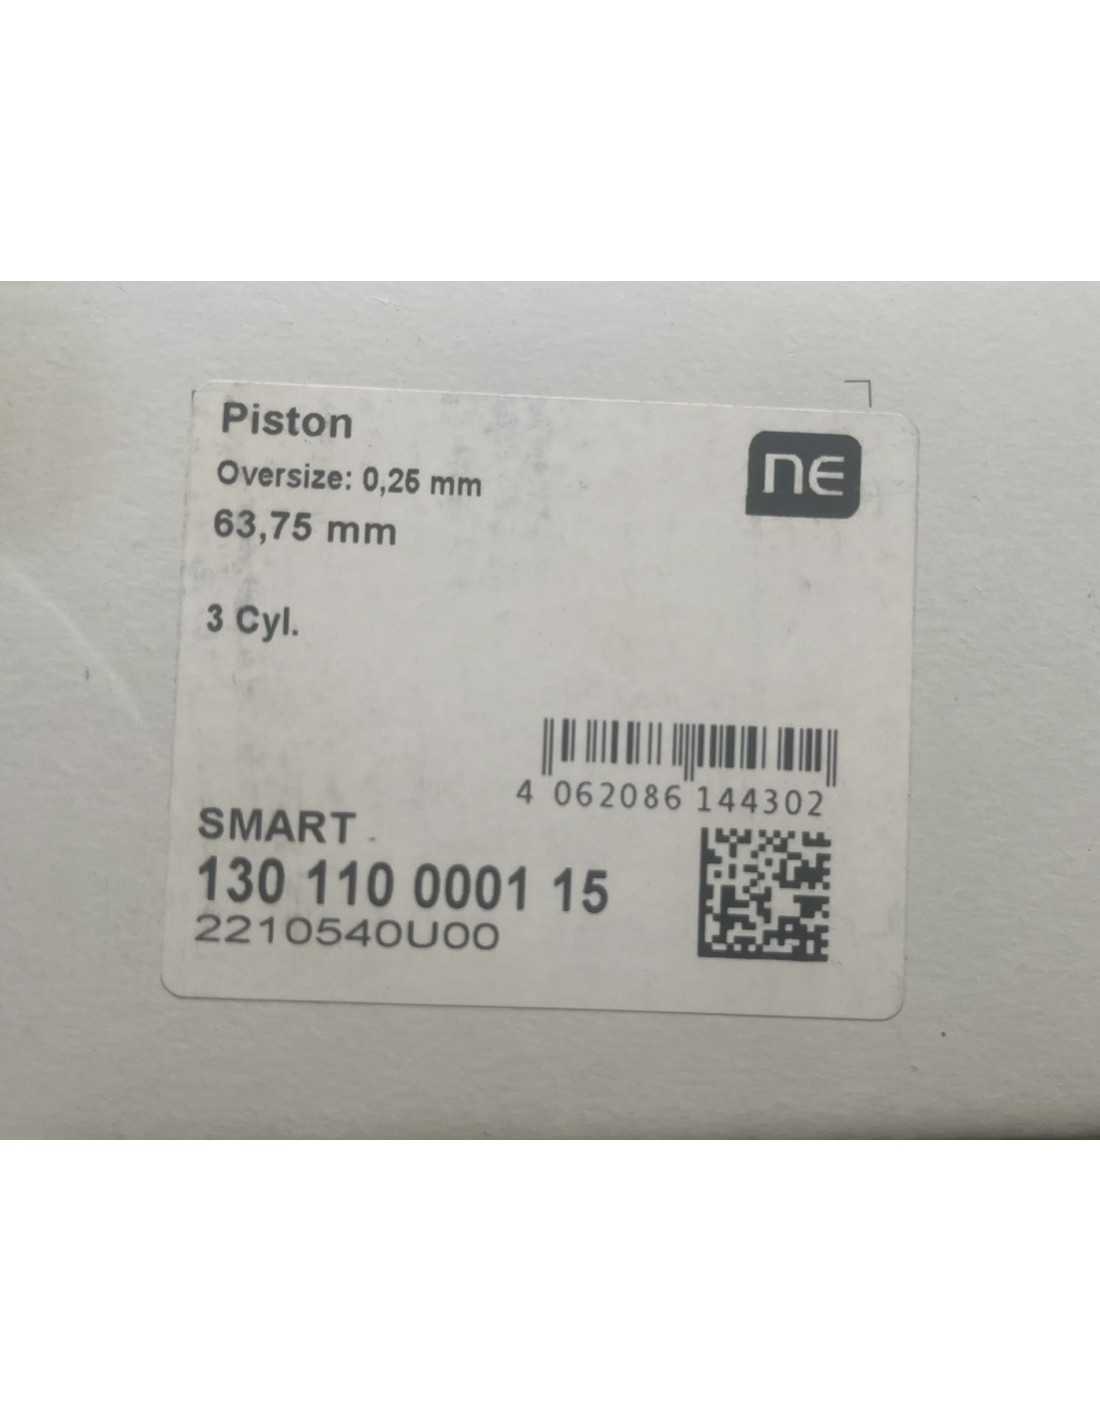 Piston
NE
Oversize: 0,25 mm
63,75 mm
3 Cyl.
4 062086 144302
SMART
130 110 0001 15
2210540U00